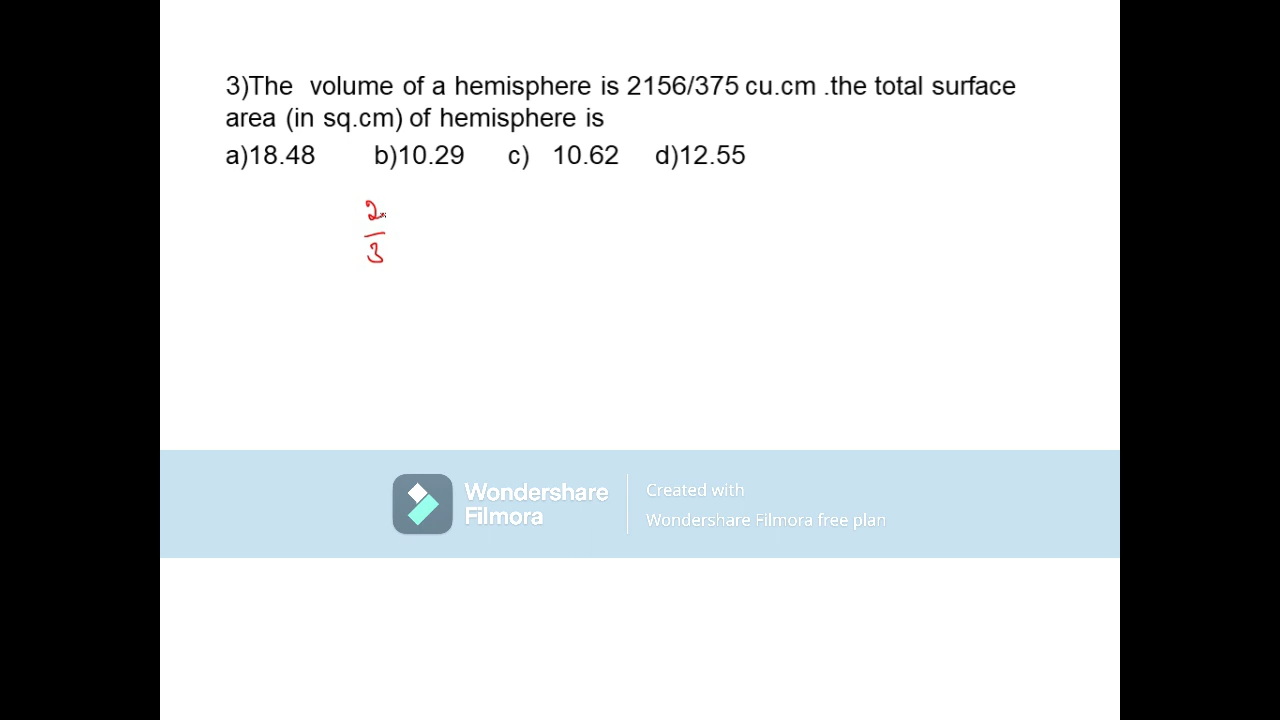 3)The volume of a hemisphere is 2156/375 cu.cm .the total surface
area (in sq.cm) of hemisphere is
a)18.48 b)10.29 c) 10.62 d)12.55
2
3
Wondershare
Filmora
Created with
Wondershare Filmora free plan